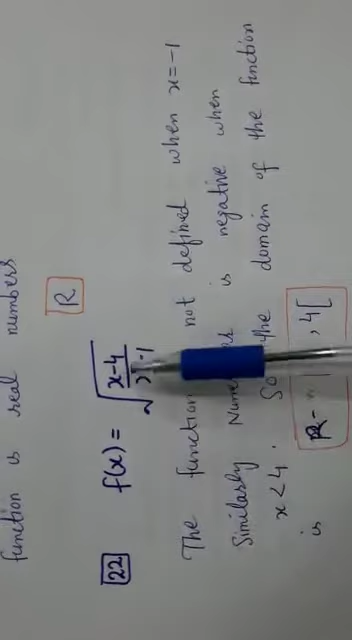 function is real numbers
R
22 f(x) = √x-4
-1
The function not defined when x = -1
Similarly is negative when
x < 4. So the domain of the function
is R- , 4[